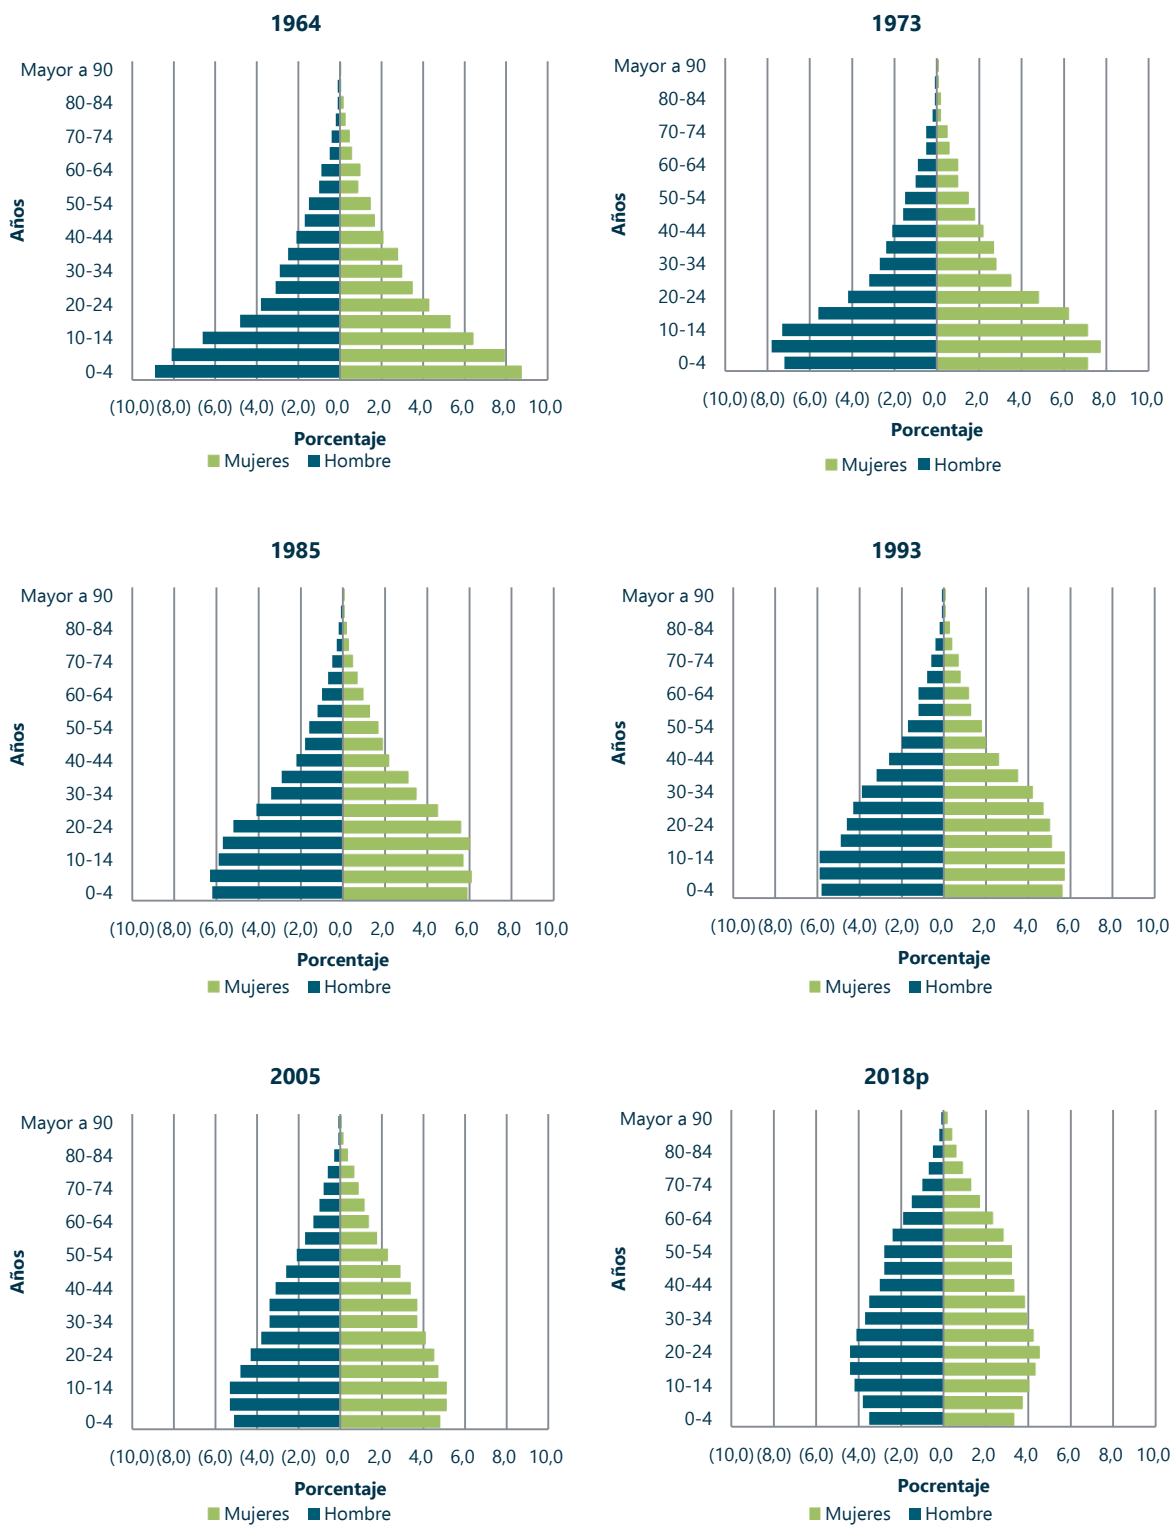 1964
Mayor a 90
80-84
70-74
60-64
50-54
40-44
30-34
20-24
10-14
0-4
Años
(10,0) (8,0) (6,0) (4,0) (2,0) 0,0 2,0 4,0 6,0 8,0 10,0
Porcentaje
Mujeres Hombre
1973
Mayor a 90
80-84
70-74
60-64
50-54
40-44
30-34
20-24
10-14
0-4
Años
(10,0) (8,0) (6,0) (4,0) (2,0) 0,0 2,0 4,0 6,0 8,0 10,0
Porcentaje
Mujeres Hombre
1985
Mayor a 90
80-84
70-74
60-64
50-54
40-44
30-34
20-24
10-14
0-4
Años
(10,0) (8,0) (6,0) (4,0) (2,0) 0,0 2,0 4,0 6,0 8,0 10,0
Porcentaje
Mujeres Hombre
1993
Mayor a 90
80-84
70-74
60-64
50-54
40-44
30-34
20-24
10-14
0-4
Años
(10,0) (8,0) (6,0) (4,0) (2,0) 0,0 2,0 4,0 6,0 8,0 10,0
Porcentaje
Mujeres Hombre
2005
Mayor a 90
80-84
70-74
60-64
50-54
40-44
30-34
20-24
10-14
0-4
Años
(10,0) (8,0) (6,0) (4,0) (2,0) 0,0 2,0 4,0 6,0 8,0 10,0
Porcentaje
Mujeres Hombre
2018p
Mayor a 90
80-84
70-74
60-64
50-54
40-44
30-34
20-24
10-14
0-4
Años
(10,0) (8,0) (6,0) (4,0) (2,0) 0,0 2,0 4,0 6,0 8,0 10,0
Pocrentaje
Mujeres Hombre